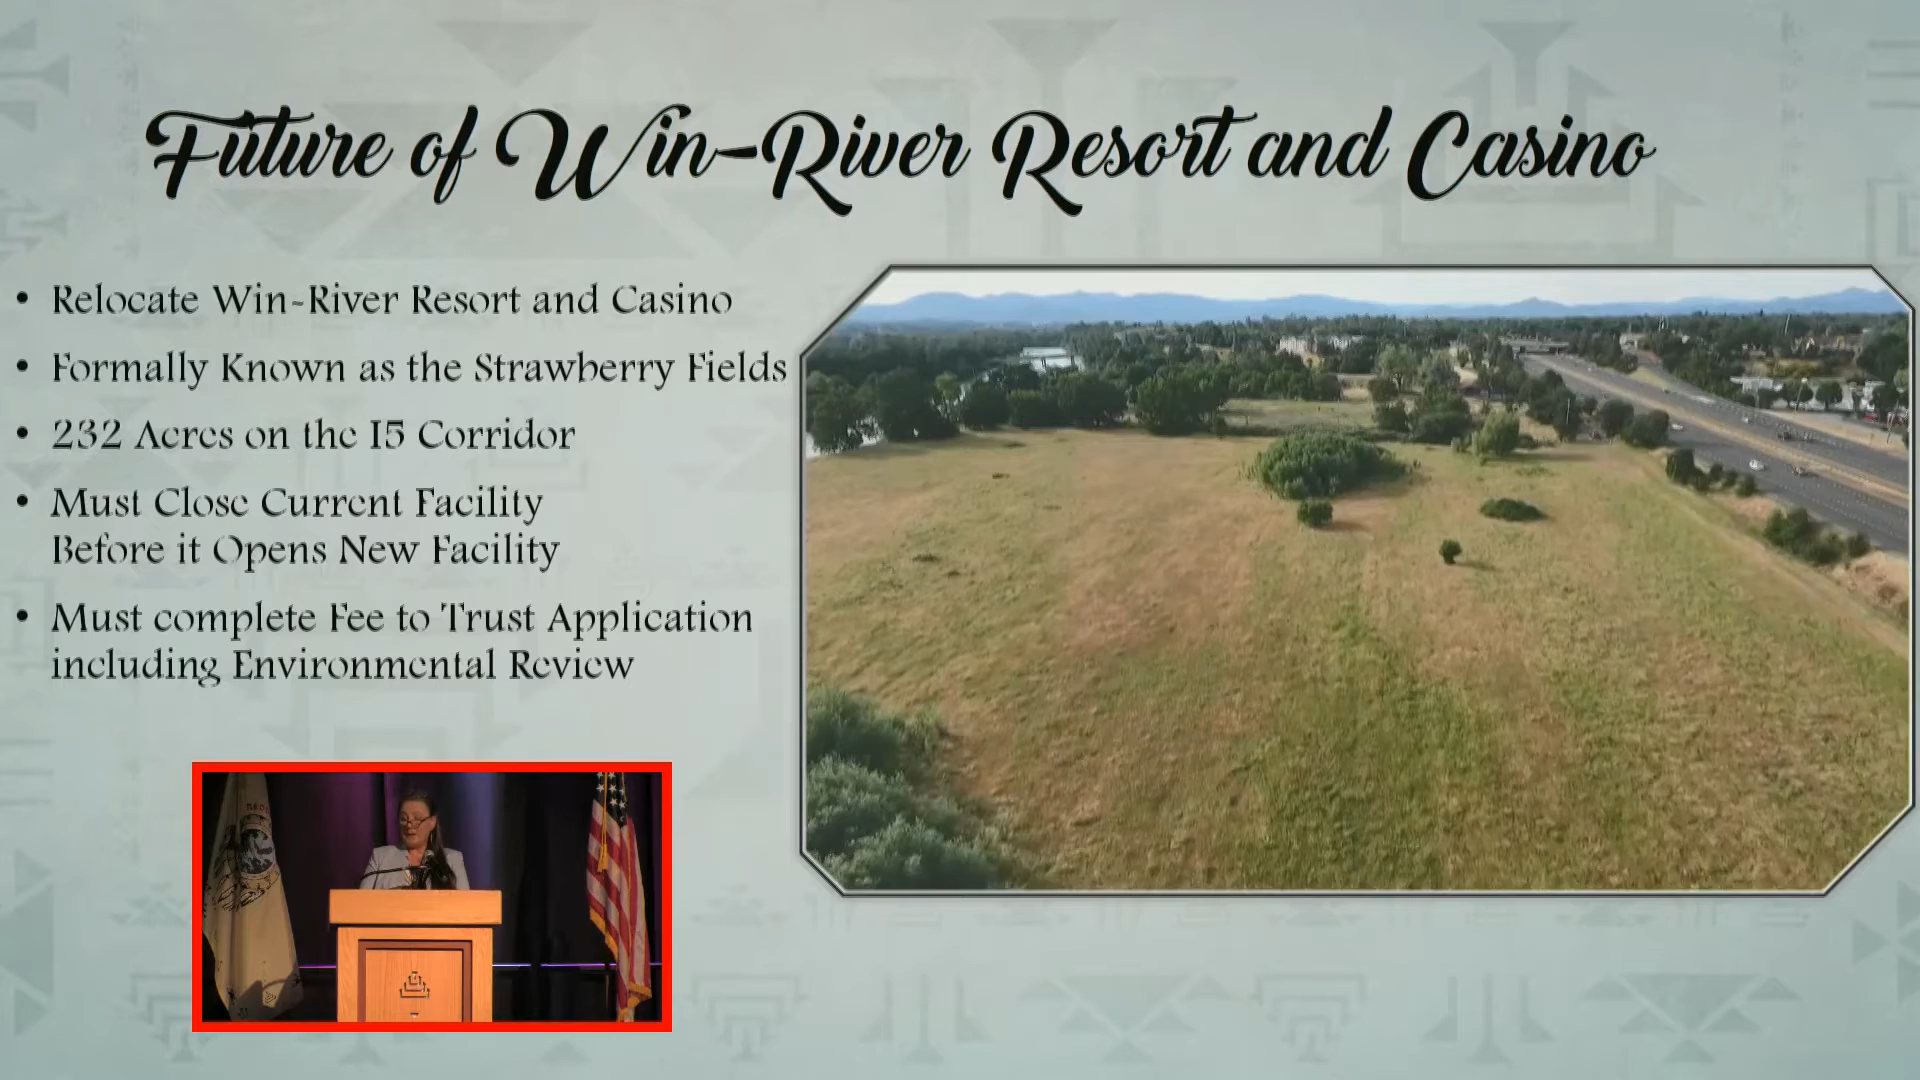 Future of Win-River Resort and Casino
• Relocate Win-River Resort and Casino
• Formally Known as the Strawberry Fields
• 232 Acres on the I5 Corridor
• Must Close Current Facility
Before it Opens New Facility
• Must complete Fee to Trust Application
including Environmental Review